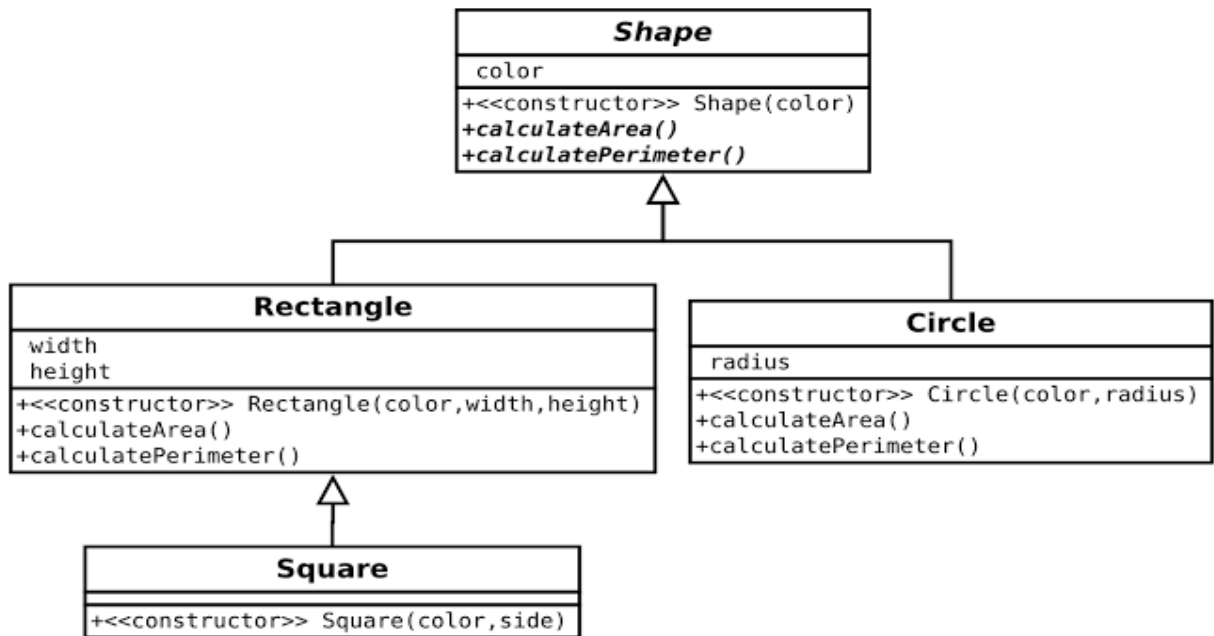 Shape
color
+<<constructor>> Shape(color)
+calculateArea()
+calculatePerimeter()
Rectangle
width
height
+<<constructor>> Rectangle(color,width,height)
+calculateArea()
+calculatePerimeter()
Circle
radius
+<<constructor>> Circle(color,radius)
+calculateArea()
+calculatePerimeter()
Square
+<<constructor>> Square(color,side)